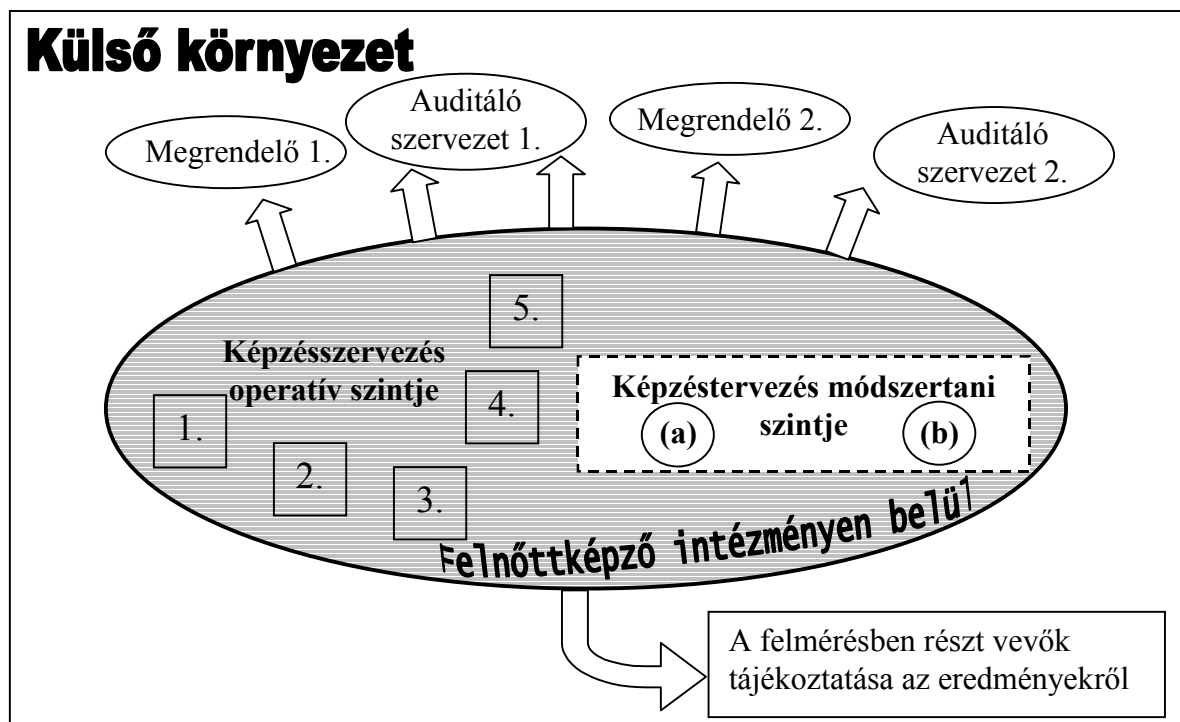 Külső környezet
Megrendelő 1.
Auditáló
szervezet 1.
Megrendelő 2.
Auditáló
szervezet 2.
5.
Képzésszervezés
operatív szintje
4.
1.
2.
3.
Képzéstervezés módszertani
szintje
(a)
(b)
Felnőttképző intézményen belül
A felmérésben részt vevők
tájékoztatása az eredményekről